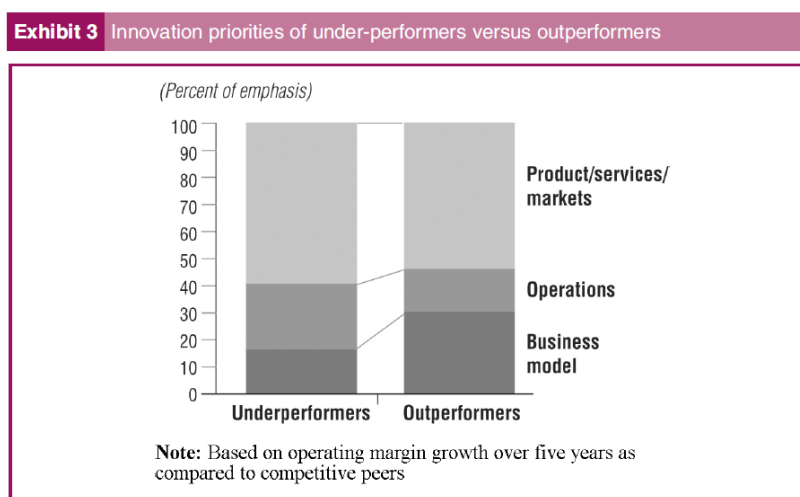 Exhibit 3 Innovation priorities of under-performers versus outperformers
(Percent of emphasis)
100
90
80
70
60
50
40
30
20
10
0
Product/services/
markets
Operations
Business
model
Underperformers Outperformers
Note: Based on operating margin growth over five years as
compared to competitive peers